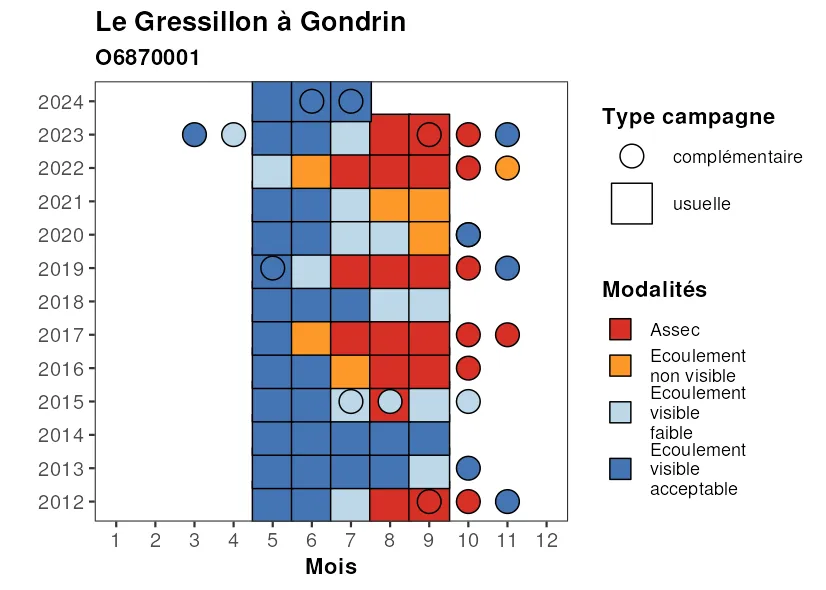 Le Gressillon à Gondrin
O6870001
2024
2023
2022
2021
2020
2019
2018
2017
2016
2015
2014
2013
2012
1 2 3 4 5 6 7 8 9 10 11 12
Mois
Type campagne
complémentaire
usuelle
Modalités
Assec
Ecoulement
non visible
Ecoulement
visible
faible
Ecoulement
visible
acceptable